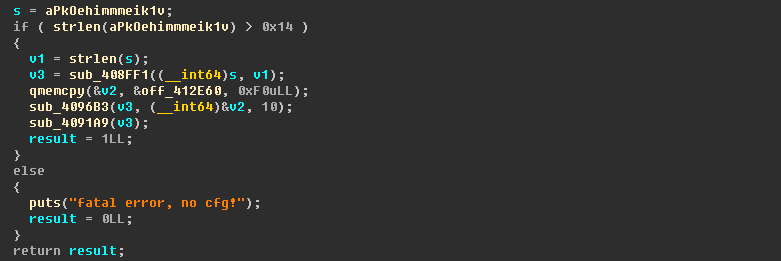 s = aPkOehimmmeik1v;
if ( strlen(aPkOehimmmeik1v) > 0x14 )
{
v1 = strlen(s);
v3 = sub_408FF1((__int64)s, v1);
qmemcpy(&v2, &off_412E60, 0xF0uLL);
sub_4096B3(v3, (__int64)&v2, 10);
sub_4091A9(v3);
result = 1LL;
}
else
{
puts("fatal error, no cfg!");
result = 0LL;
}
return result;